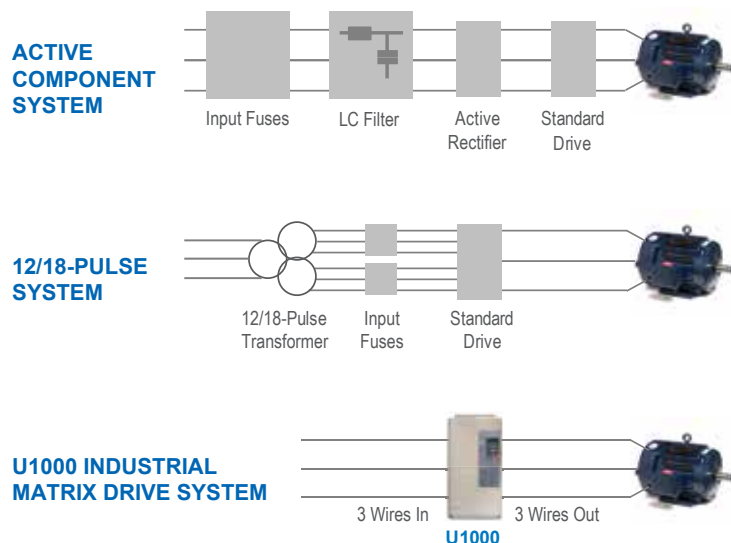 ACTIVE
COMPONENT
SYSTEM
Input Fuses
LC Filter
Active
Rectifier
Standard
Drive
12/18-PULSE
SYSTEM
12/18-Pulse
Transformer
Input
Fuses
Standard
Drive
U1000 INDUSTRIAL
MATRIX DRIVE SYSTEM
3 Wires In
3 Wires Out
U1000